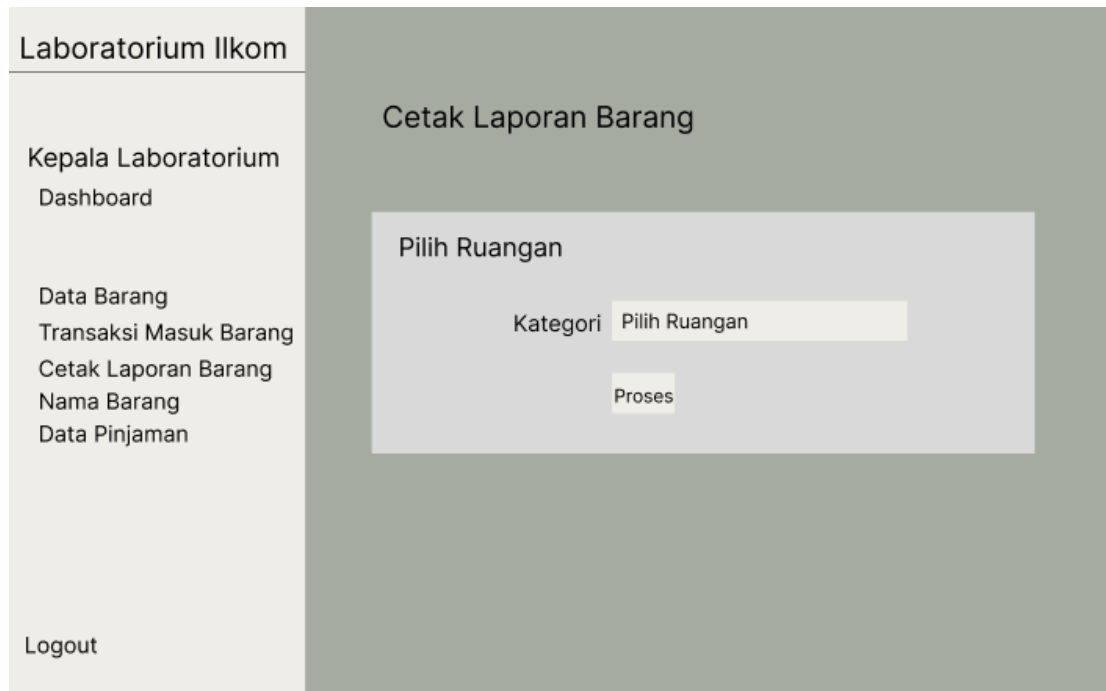 Laboratorium Ilkom
Kepala Laboratorium
Dashboard
Data Barang
Transaksi Masuk Barang
Cetak Laporan Barang
Nama Barang
Data Pinjaman
Logout
Cetak Laporan Barang
Pilih Ruangan
Kategori Pilih Ruangan
Proses